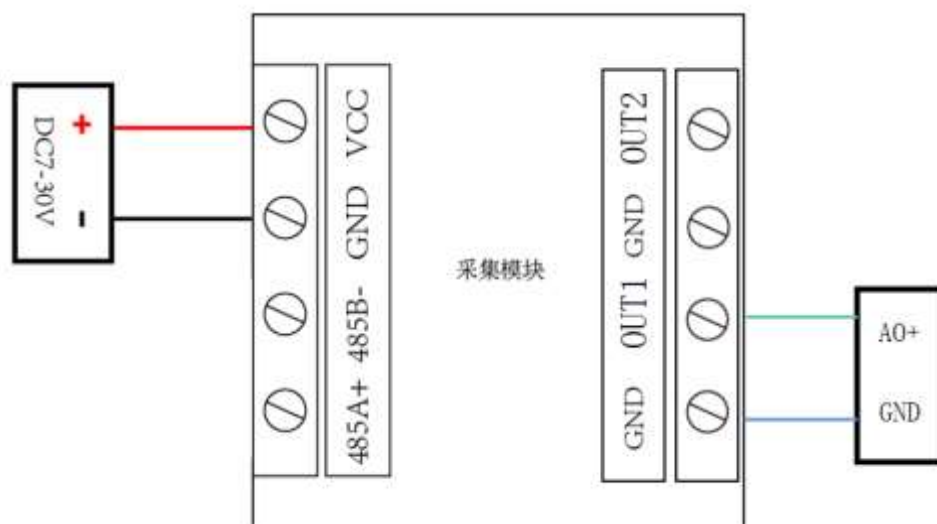 +
DC7-30V
-
VCC
GND
485B-
485A+
采集模块
OUT2
GND
OUT1
GND
AO+
GND